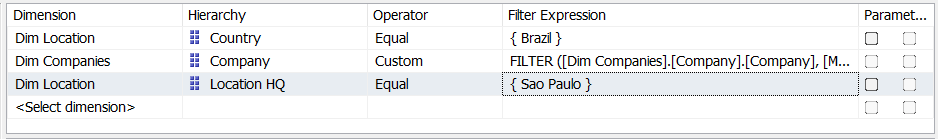 Dimension Hierarchy Operator Filter Expression Paramet...
Dim Location Country Equal { Brazil }
Dim Companies Company Custom FILTER ([Dim Companies].[Company].[Company], [M...
Dim Location Location HQ Equal { Sao Paulo }
<Select dimension>